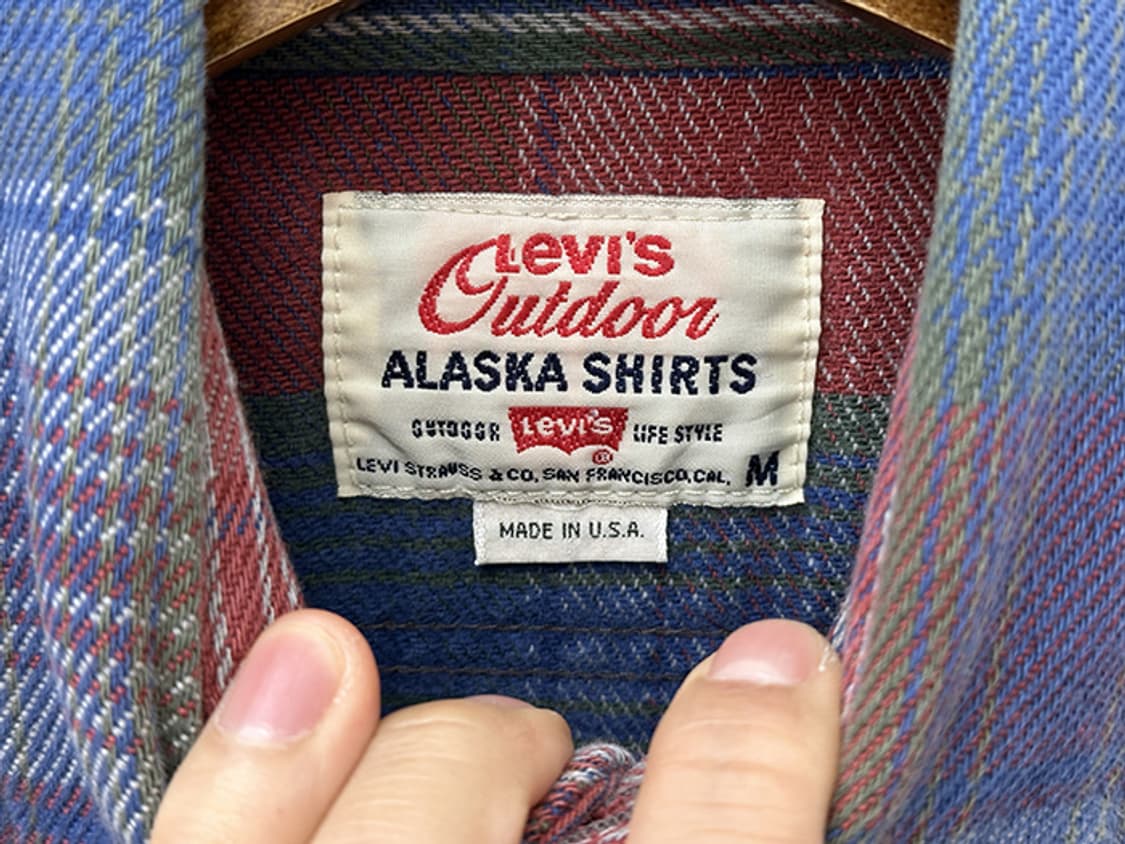 LEVI'S
Outdoor
ALASKA SHIRTS
OUTDOOR LEVI'S ® LIFE STYLE
LEVI STRAUSS & CO. SAN FRANCISCO, CAL. M
MADE IN U.S.A.